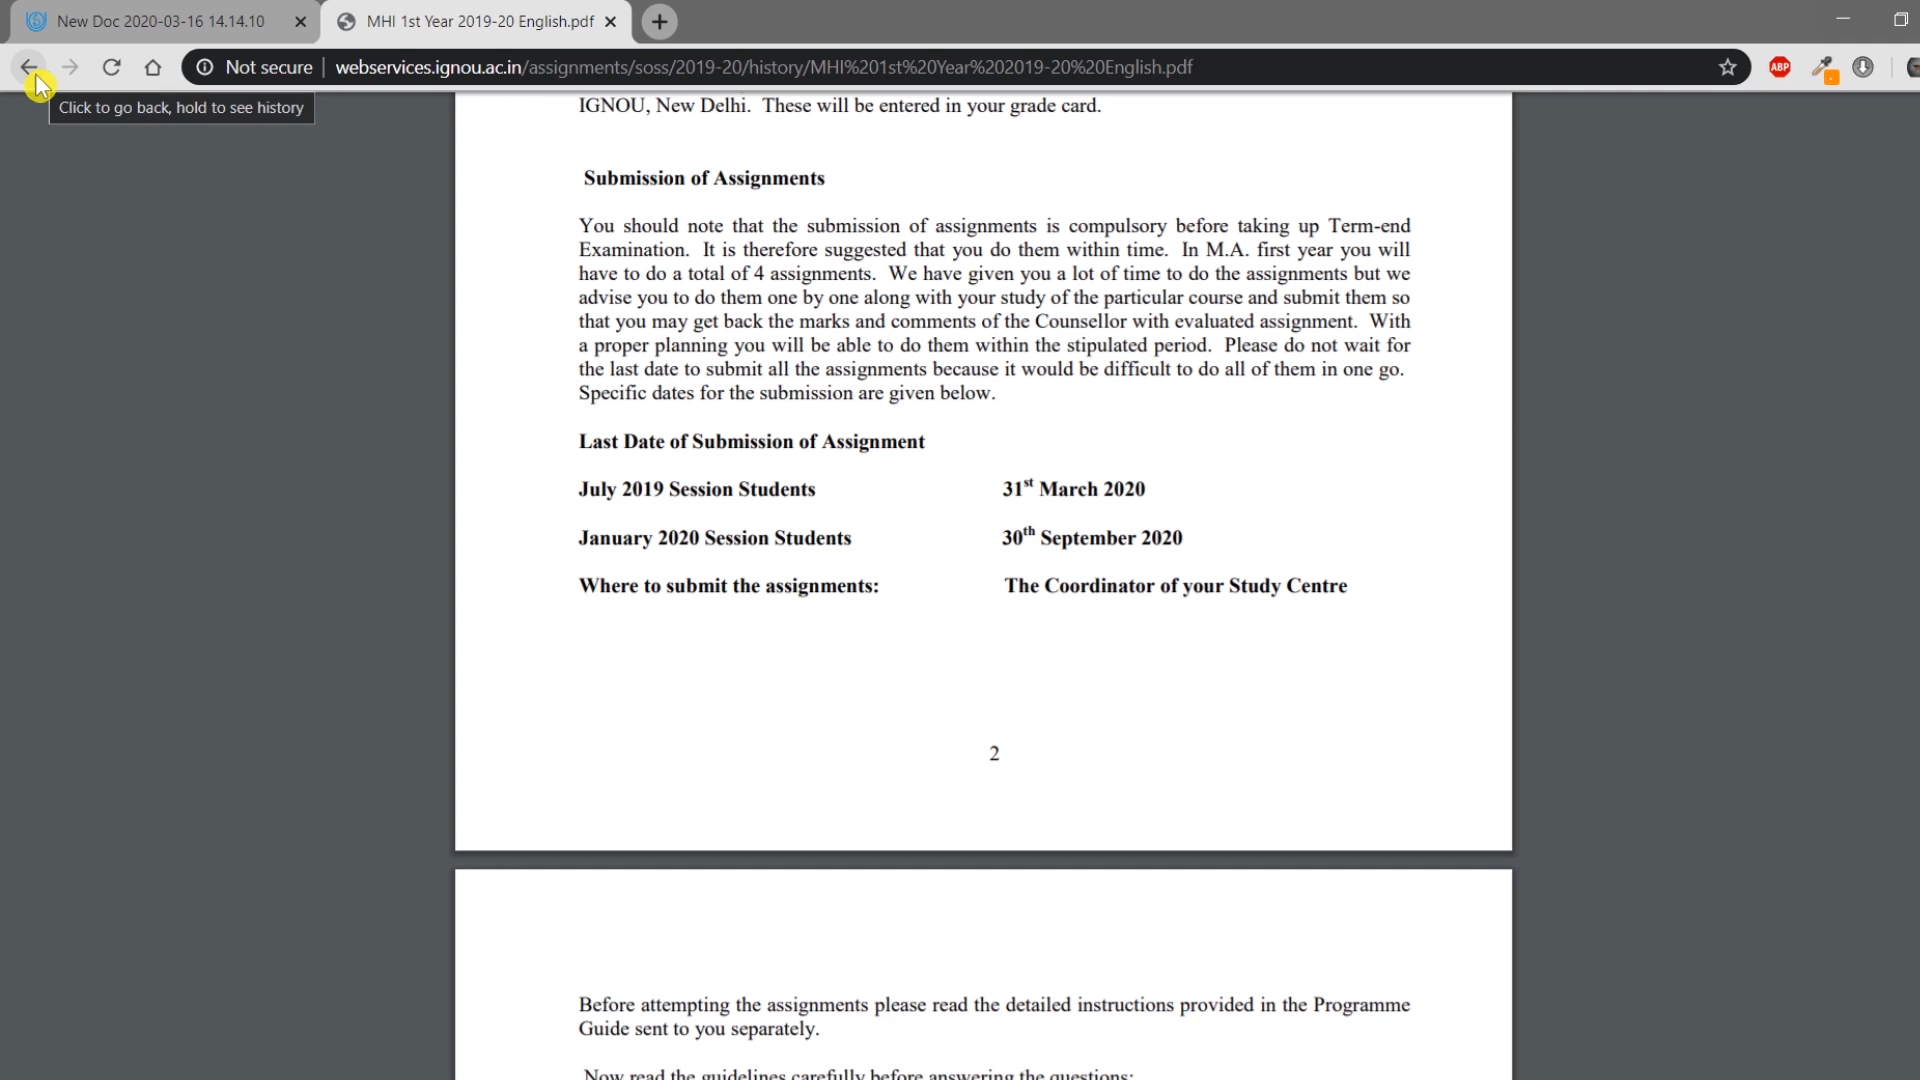 New Doc 2020-03-16 14.14.10
MHI 1st Year 2019-20 English.pdf
Not secure | webservices.ignou.ac.in/assignments/soss/2019-20/history/MHI%201st%20Year%202019-20%20English.pdf
ABP
Click to go back, hold to see history
IGNOU, New Delhi. These will be entered in your grade card.
Submission of Assignments
You should note that the submission of assignments is compulsory before taking up Term-end
Examination. It is therefore suggested that you do them within time. In M.A. first year you will
have to do a total of 4 assignments. We have given you a lot of time to do the assignments but we
advise you to do them one by one along with your study of the particular course and submit them so
that you may get back the marks and comments of the Counsellor with evaluated assignment. With
a proper planning you will be able to do them within the stipulated period. Please do not wait for
the last date to submit all the assignments because it would be difficult to do all of them in one go.
Specific dates for the submission are given below.
Last Date of Submission of Assignment
July 2019 Session Students 31st March 2020
January 2020 Session Students 30th September 2020
Where to submit the assignments: The Coordinator of your Study Centre
2
Before attempting the assignments please read the detailed instructions provided in the Programme
Guide sent to you separately.
Now read the guidelines carefully before answering the questions: